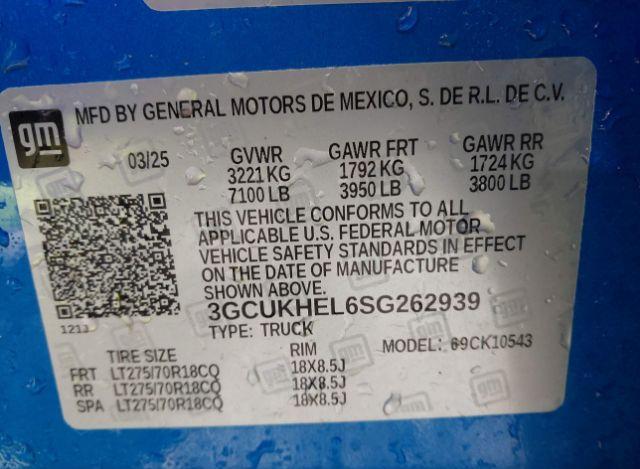 gm
MFD BY GENERAL MOTORS DE MEXICO, S. DE R.L. DE C.V.
03/25 GVWR GAWR FRT GAWR RR
3221 KG 1792 KG 1724 KG
7100 LB 3950 LB 3800 LB
THIS VEHICLE CONFORMS TO ALL
APPLICABLE U.S. FEDERAL MOTOR
VEHICLE SAFETY STANDARDS IN EFFECT
ON THE DATE OF MANUFACTURE
SHOWN ABOVE.
3GCUKHEL6SG262939
1213
TYPE: TRUCK MODEL: 69CK10543
TIRE SIZE RIM
FRT LT275/70R18CQ 18X8.5J
RR LT275/70R18CQ 18X8.5J
SPA LT275/70R18CQ 18X8.5J